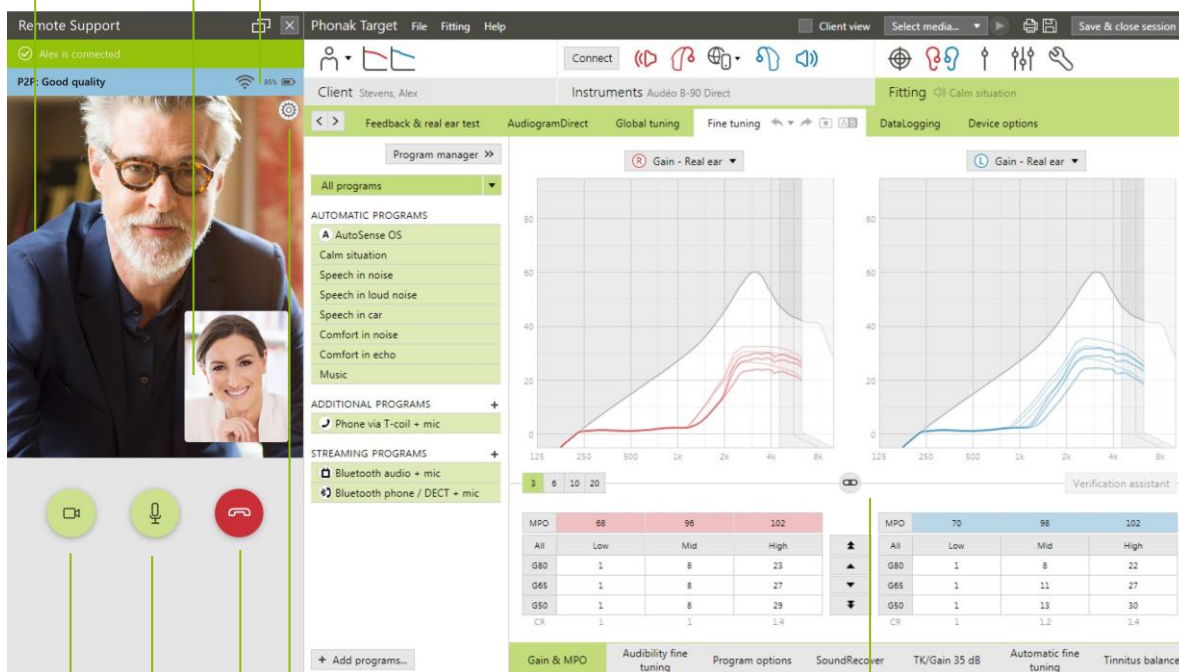 Remote Support
Alex is connected
P2P: Good quality
85%
Phonak Target File Fitting Help
Client view
Select media...
Save & close session
Connect
Client Stevens, Alex
Instruments Audéo B-90 Direct
Fitting Calm situation
Feedback & real ear test
AudiogramDirect
Global tuning
Fine tuning
AB
DataLogging
Device options
Program manager
All programs
AUTOMATIC PROGRAMS
A AutoSense OS
Calm situation
Speech in noise
Speech in loud noise
Speech in car
Comfort in noise
Comfort in echo
Music
ADDITIONAL PROGRAMS +
Phone via T-coil + mic
STREAMING PROGRAMS +
Bluetooth audio + mic
Bluetooth phone / DECT + mic
+ Add programs...
R Gain - Real ear
80
60
40
20
0
125 250 500 1k 2k 4k 8k
L Gain - Real ear
80
60
40
20
0
125 250 500 1k 2k 4k 8k
3 6 10 20
Verification assistant
MPO 68 96 102
All Low Mid High
G80 1 8 23
G65 1 8 27
G50 1 8 29
CR 1 1 1.4
MPO 70 98 102
All Low Mid High
G80 1 8 22
G65 1 11 27
G50 1 13 30
CR 1 1.2 1.4
Gain & MPO
Audibility fine
tuning
Program options
SoundRecover
TK/Gain 35 dB
Automatic fine
tuning
Tinnitus balance